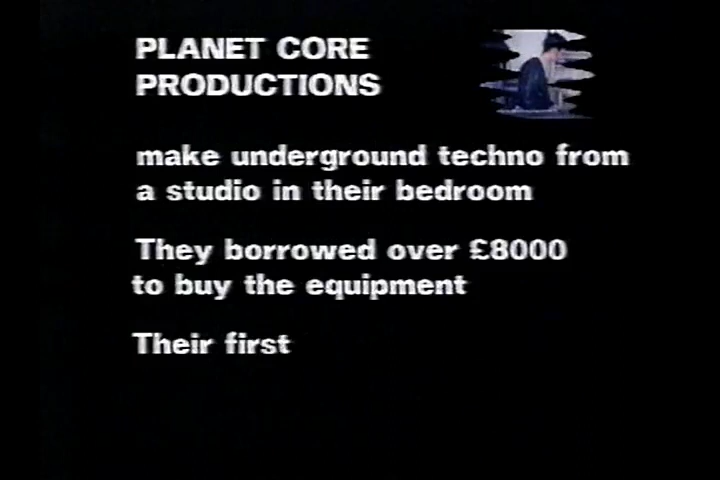 PLANET CORE
PRODUCTIONS
make underground techno from
a studio in their bedroom
They borrowed over £8000
to buy the equipment
Their first